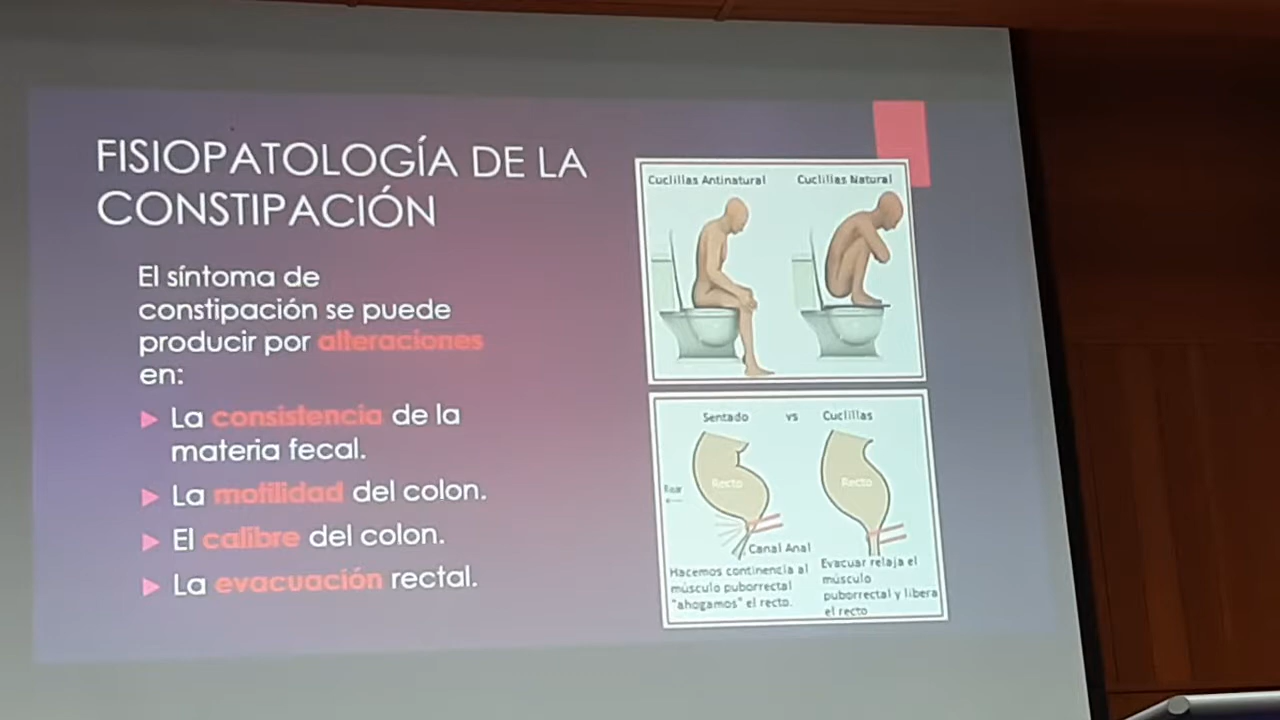 FISIOPATOLOGÍA DE LA
CONSTIPACIÓN
El síntoma de
constipación se puede
producir por alteraciones
en:
La consistencia de la
materia fecal.
La motilidad del colon.
El calibre del colon.
La evacuación rectal.
Cuclillas Antinatural
Cuclillas Natural
Sentado vs Cuclillas
Recto
Recto
Rear
Canal Anal
Hacemos continencia al
músculo puborrectal
"ahogamos" el recto.
Evacuar relaja el
músculo
puborrectal y libera
el recto